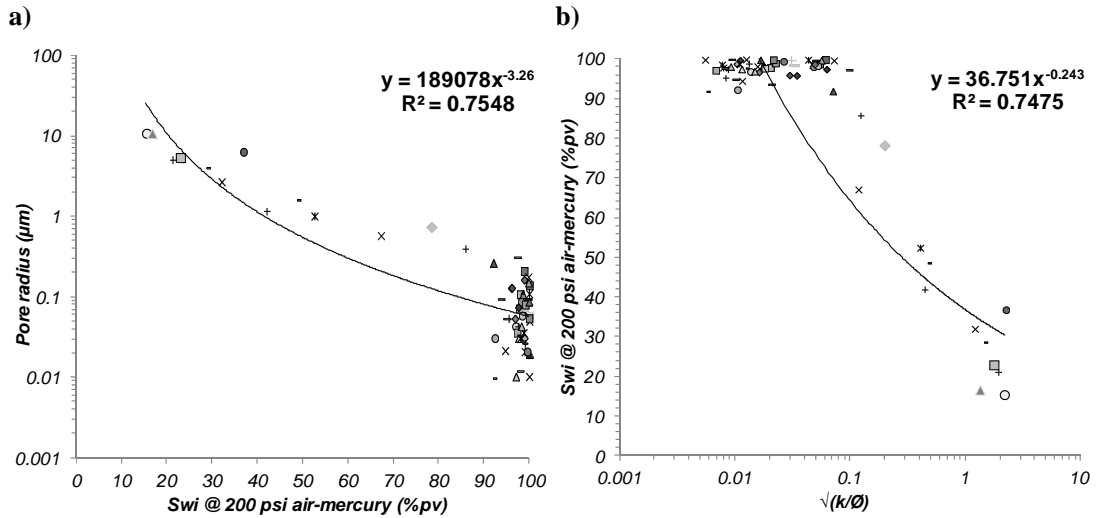 a)
y = 189078x^-3.26
R² = 0.7548
100
10
1
0.1
0.01
0.001
Pore radius (µm)
0 10 20 30 40 50 60 70 80 90 100
Swi @ 200 psi air-mercury (%pv)
b)
y = 36.751x^-0.243
R² = 0.7475
100
90
80
70
60
50
40
30
20
10
0
Swi @ 200 psi air-mercury (%pv)
0.001 0.01 0.1 1 10
√(k/Ø)